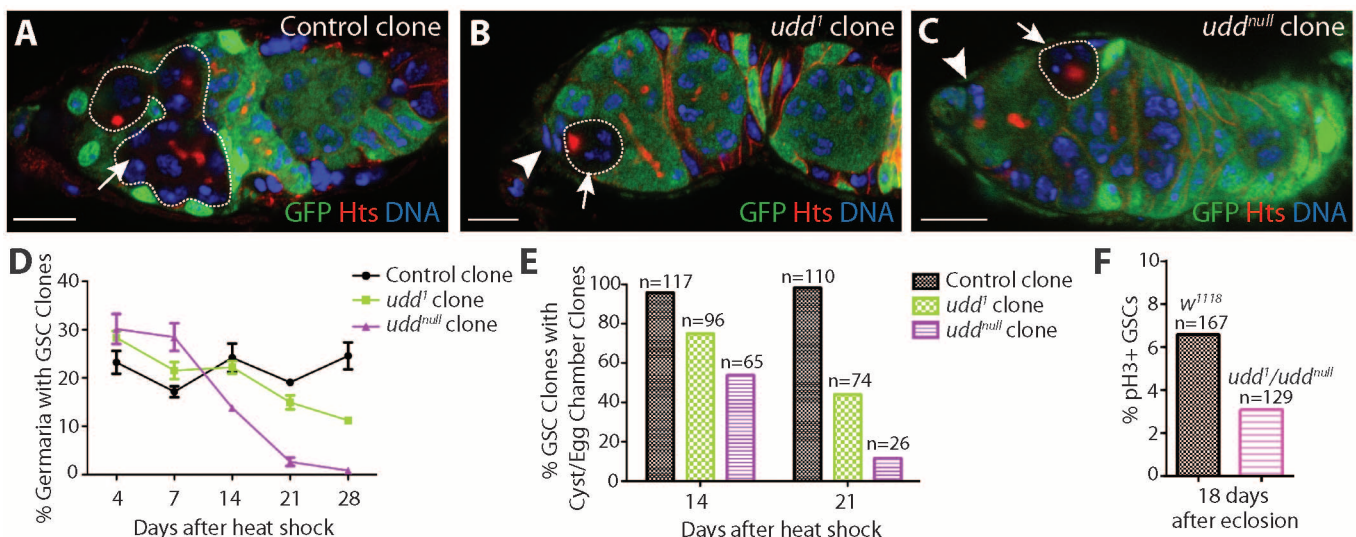 A
Control clone
GFP Hts DNA
B
udd¹ clone
GFP Hts DNA
C
uddⁿᵘˡˡ clone
GFP Hts DNA
D
% Germaria with GSC Clones
40
30
20
10
0
4 7 14 21 28
Days after heat shock
Control clone
udd¹ clone
uddⁿᵘˡˡ clone
E
% GSC Clones with
Cyst/Egg Chamber Clones
100
80
60
40
20
0
n=117
n=96
n=65
n=110
n=74
n=26
14 21
Days after heat shock
Control clone
udd¹ clone
uddⁿᵘˡˡ clone
F
% pH3+ GSCs
10
8
6
4
2
0
w¹¹¹⁸
n=167
udd¹/uddⁿᵘˡˡ
n=129
18 days
after eclosion